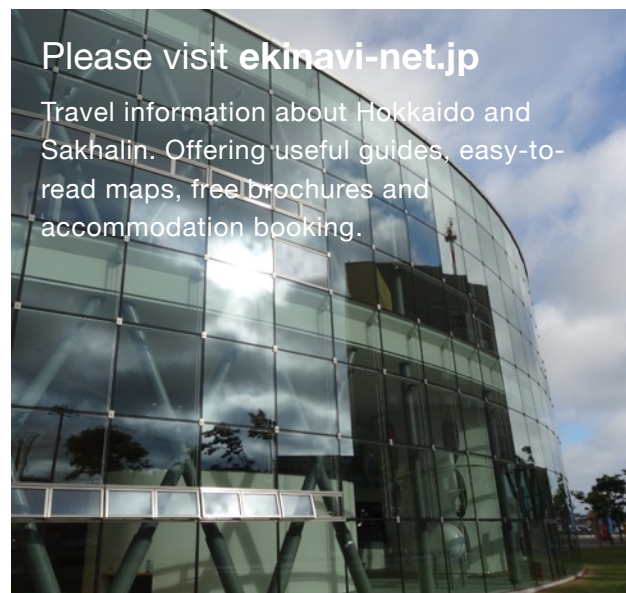 Please visit ekinavi-net.jp
Travel information about Hokkaido and
Sakhalin. Offering useful guides, easy-to-
read maps, free brochures and
accommodation booking.